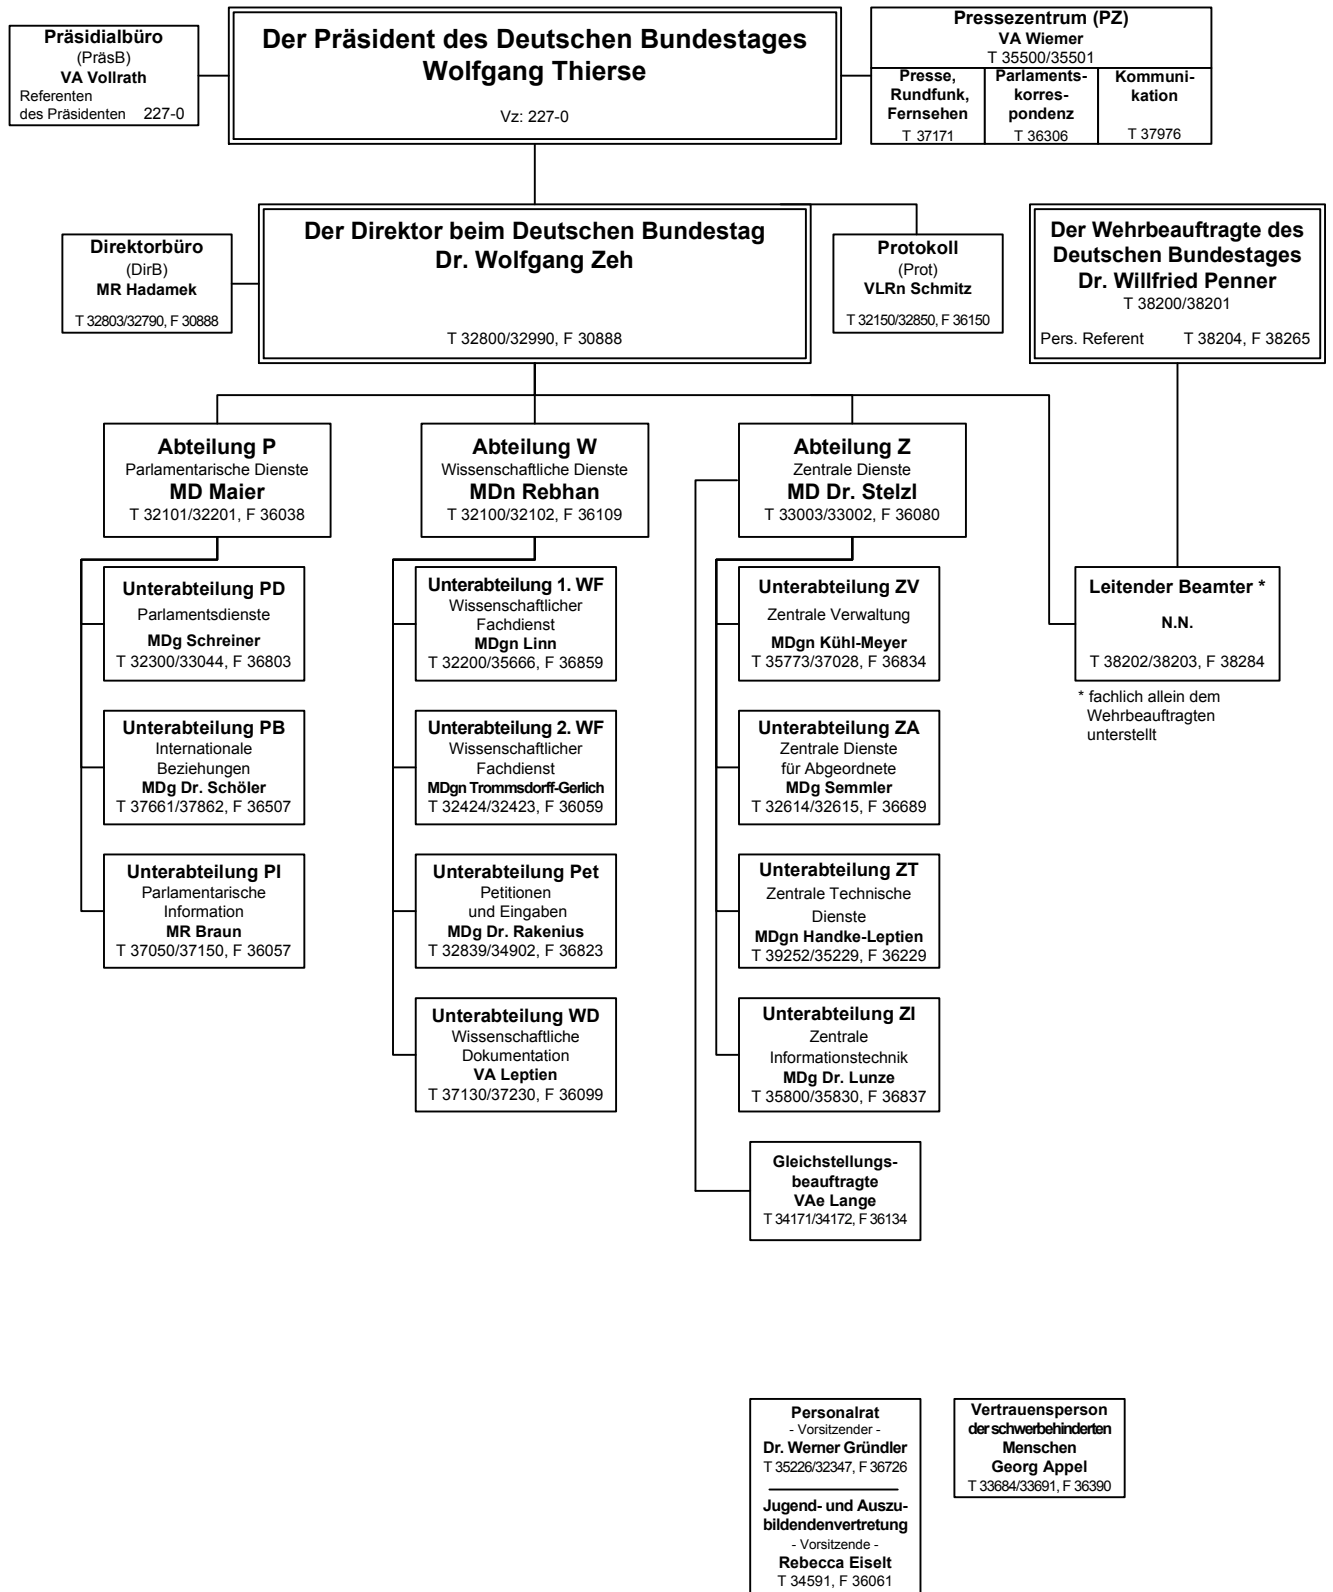 Präsidialbüro
(PräsB)
VA Vollrath
Referenten
des Präsidenten 227-0
Der Präsident des Deutschen Bundestages
Wolfgang Thierse
Vz: 227-0
Pressezentrum (PZ)
VA Wiemer
T 35500/35501
Presse,
Rundfunk,
Fernsehen
T 37171
Parlaments-
korres-
pondenz
T 36306
Kommuni-
kation
T 37976
Direktorbüro
(DirB)
MR Hadamek
T 32803/32790, F 30888
Der Direktor beim Deutschen Bundestag
Dr. Wolfgang Zeh
T 32800/32990, F 30888
Protokoll
(Prot)
VLRn Schmitz
T 32150/32850, F 36150
Der Wehrbeauftragte des
Deutschen Bundestages
Dr. Willfried Penner
T 38200/38201
Pers. Referent T 38204, F 38265
Abteilung P
Parlamentarische Dienste
MD Maier
T 32101/32201, F 36038
Abteilung W
Wissenschaftliche Dienste
MDn Rebhan
T 32100/32102, F 36109
Abteilung Z
Zentrale Dienste
MD Dr. Stelzl
T 33003/33002, F 36080
Unterabteilung PD
Parlamentsdienste
MDg Schreiner
T 32300/33044, F 36803
Unterabteilung 1. WF
Wissenschaftlicher
Fachdienst
MDgn Linn
T 32200/35666, F 36859
Unterabteilung ZV
Zentrale Verwaltung
MDgn Kühl-Meyer
T 35773/37028, F 36834
Leitender Beamter *
N.N.
T 38202/38203, F 38284
* fachlich allein dem
Wehrbeauftragten
unterstellt
Unterabteilung PB
Internationale
Beziehungen
MDg Dr. Schöler
T 37661/37862, F 36507
Unterabteilung 2. WF
Wissenschaftlicher
Fachdienst
MDgn Trommsdorff-Gerlich
T 32424/32423, F 36059
Unterabteilung ZA
Zentrale Dienste
für Abgeordnete
MDg Semmler
T 32614/32615, F 36689
Unterabteilung PI
Parlamentarische
Information
MR Braun
T 37050/37150, F 36057
Unterabteilung Pet
Petitionen
und Eingaben
MDg Dr. Rakenius
T 32839/34902, F 36823
Unterabteilung ZT
Zentrale Technische
Dienste
MDgn Handke-Leptien
T 39252/35229, F 36229
Unterabteilung WD
Wissenschaftliche
Dokumentation
VA Leptien
T 37130/37230, F 36099
Unterabteilung ZI
Zentrale
Informationstechnik
MDg Dr. Lunze
T 35800/35830, F 36837
Gleichstellungs-
beauftragte
VAe Lange
T 34171/34172, F 36134
Personalrat
- Vorsitzender -
Dr. Werner Gründler
T 35226/32347, F 36726
Jugend- und Auszu-
bildendenvertretung
- Vorsitzende -
Rebecca Eiselt
T 34591, F 36061
Vertrauensperson
der schwerbehinderten
Menschen
Georg Appel
T 33684/33691, F 36390